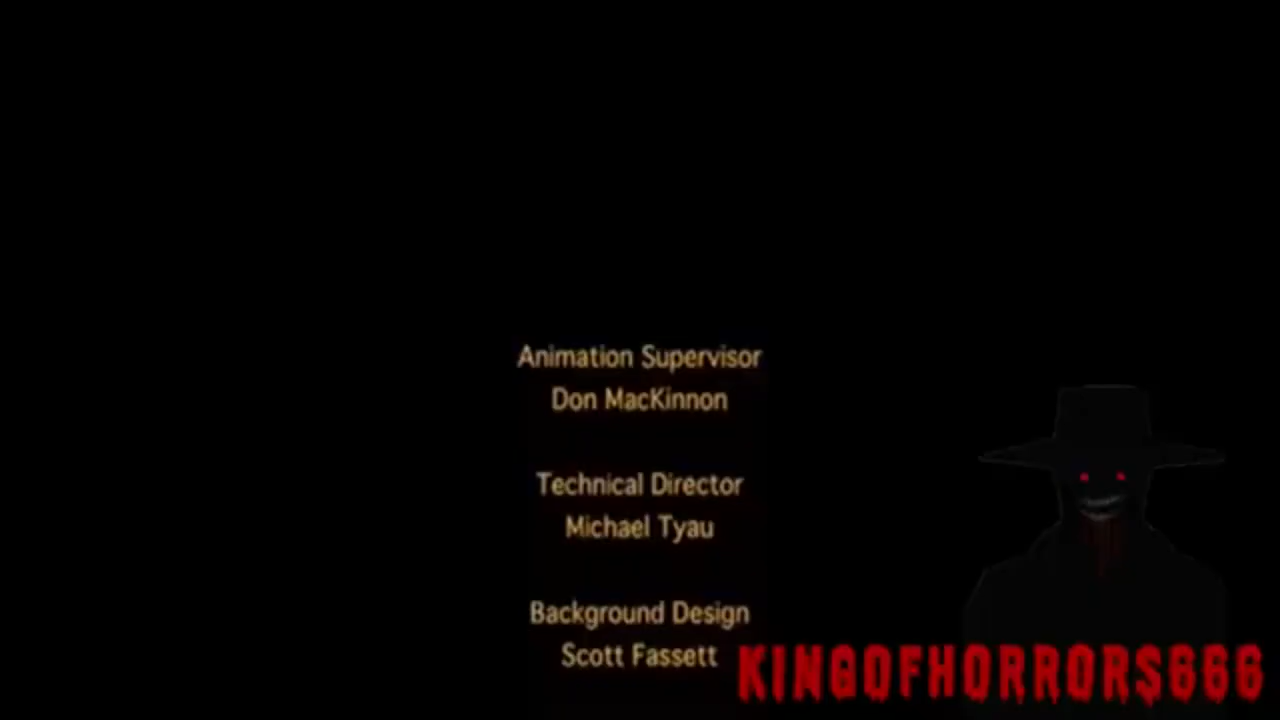 Animation Supervisor
Don MacKinnon
Technical Director
Michael Tyau
Background Design
Scott Fassett
KINGOFHORRORS666